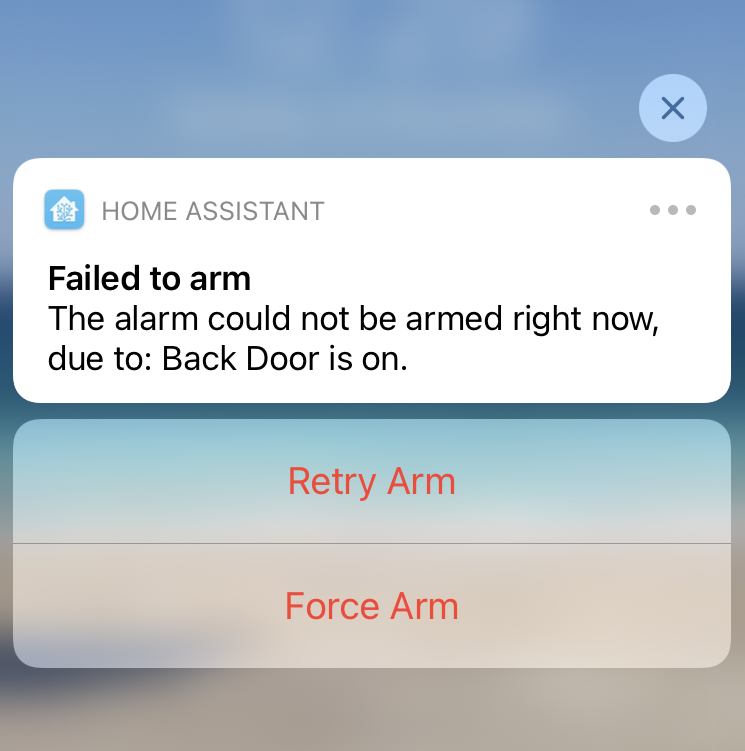 HOME ASSISTANT
Failed to arm
The alarm could not be armed right now,
due to: Back Door is on.
Retry Arm
Force Arm